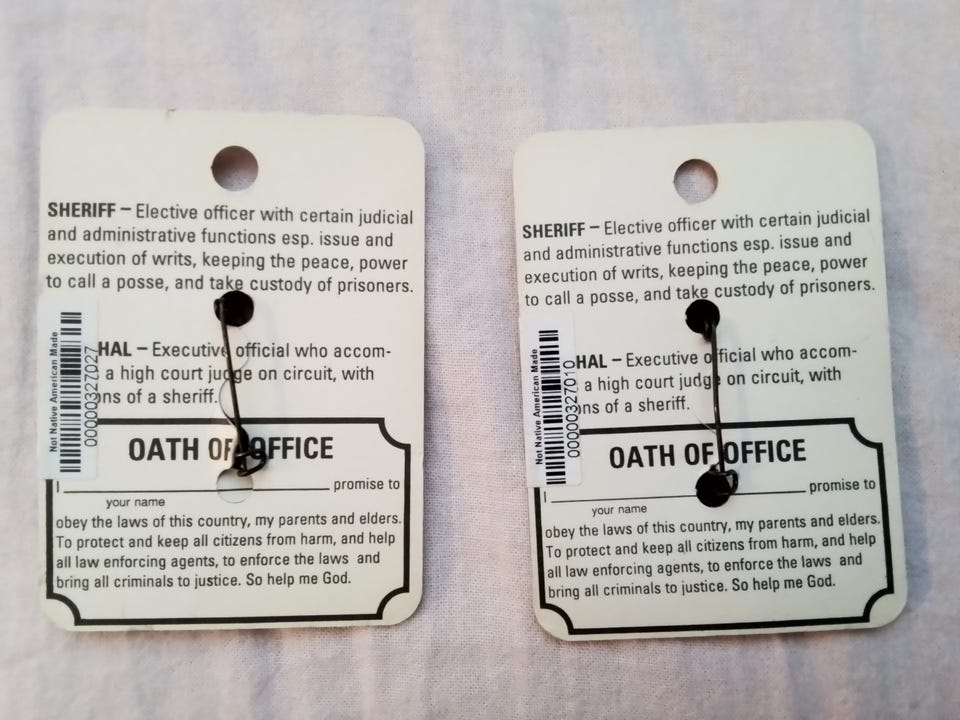 SHERIFF – Elective officer with certain judicial
and administrative functions esp. issue and
execution of writs, keeping the peace, power
to call a posse, and take custody of prisoners.
HAL – Executive official who accom-
a high court judge on circuit, with
ons of a sheriff.
Not Native American Made
00000327027
OATH OF OFFICE
I promise to
your name
obey the laws of this country, my parents and elders.
To protect and keep all citizens from harm, and help
all law enforcing agents, to enforce the laws and
bring all criminals to justice. So help me God.
SHERIFF – Elective officer with certain judicial
and administrative functions esp. issue and
execution of writs, keeping the peace, power
to call a posse, and take custody of prisoners.
HAL – Executive official who accom-
a high court judge on circuit, with
ons of a sheriff.
Not Native American Made
00000327010
OATH OF OFFICE
I promise to
your name
obey the laws of this country, my parents and elders.
To protect and keep all citizens from harm, and help
all law enforcing agents, to enforce the laws and
bring all criminals to justice. So help me God.